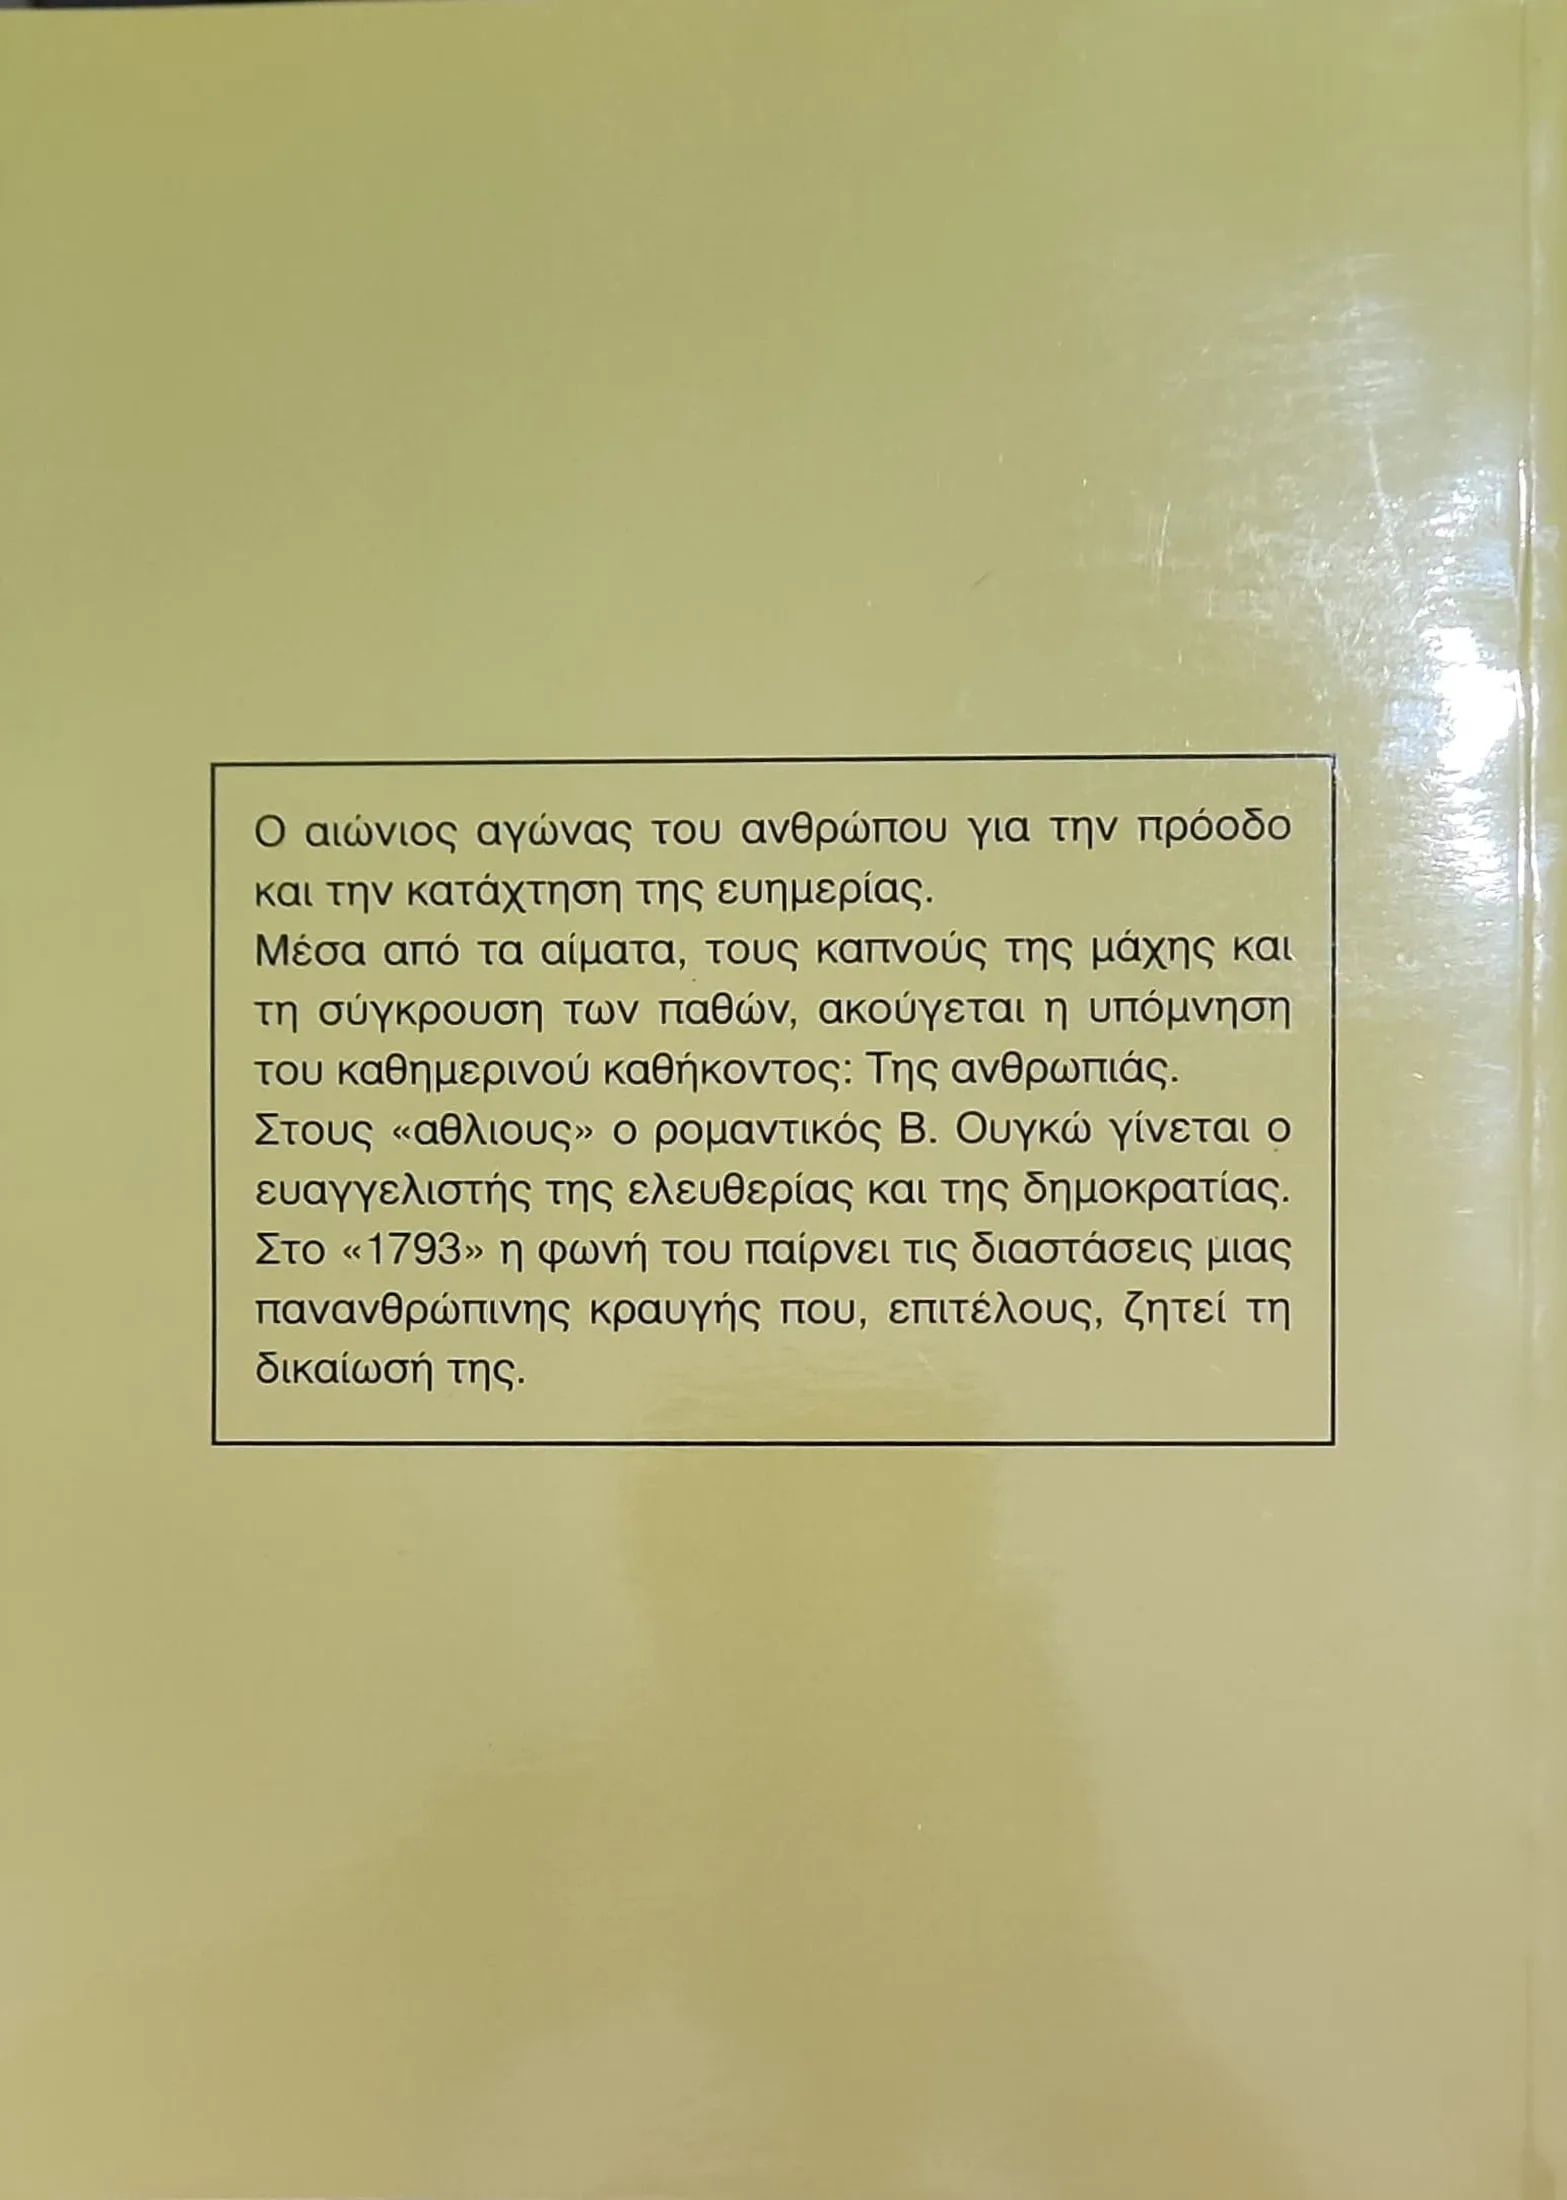 Ο αιώνιος αγώνας του ανθρώπου για την πρόοδο
και την κατάχτηση της ευημερίας.
Μέσα από τα αίματα, τους καπνούς της μάχης και
τη σύγκρουση των παθών, ακούγεται η υπόμνηση
του καθημερινού καθήκοντος: Της ανθρωπιάς.
Στους «αθλιους» ο ρομαντικός Β. Ουγκώ γίνεται ο
ευαγγελιστής της ελευθερίας και της δημοκρατίας.
Στο «1793» η φωνή του παίρνει τις διαστάσεις μιας
πανανθρώπινης κραυγής που, επιτέλους, ζητεί τη
δικαίωσή της.